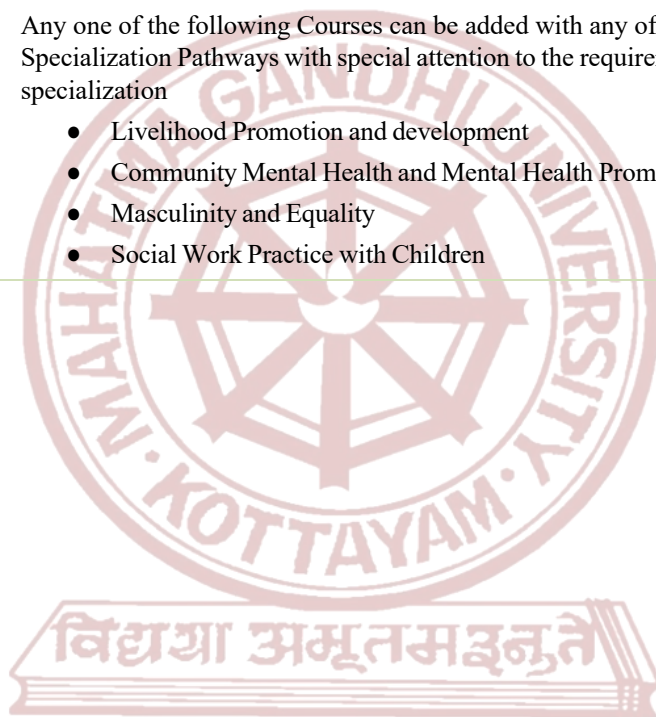 Any one of the following Courses can be added with any of
Specialization Pathways with special attention to the
specialization
● Livelihood Promotion and development
● Community Mental Health and Mental Health
● Masculinity and Equality
● Social Work Practice with Children
MAHATMA GANDHI UNIVERSITY
KOTTAYAM
विद्यया अमृतमश्नुते